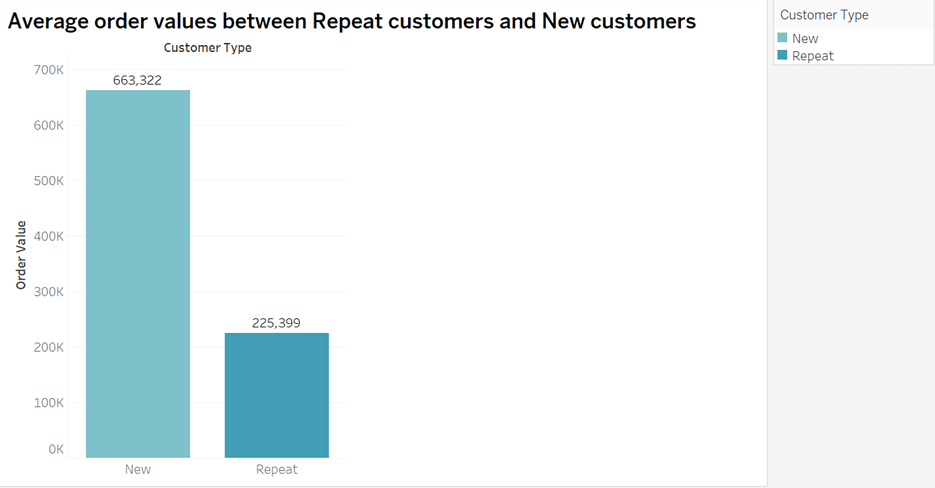 Average order values between Repeat customers and New customers
Customer Type
700K
663,322
600K
500K
400K
300K
225,399
200K
100K
0K
Order Value
New
Repeat
Customer Type
New
Repeat